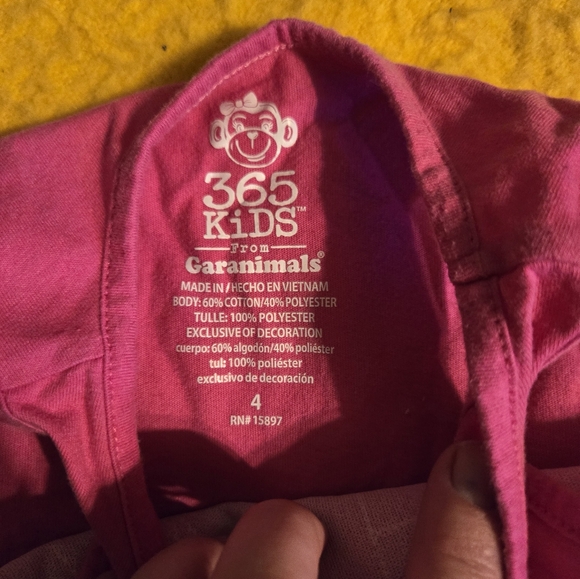 365
KiDS™
From
Garanimals®
MADE IN / HECHO EN VIETNAM
BODY: 60% COTTON/40% POLYESTER
TULLE: 100% POLYESTER
EXCLUSIVE OF DECORATION
cuerpo: 60% algodón/40% poliéster
tul: 100% poliéster
exclusivo de decoración
4
RN# 15897